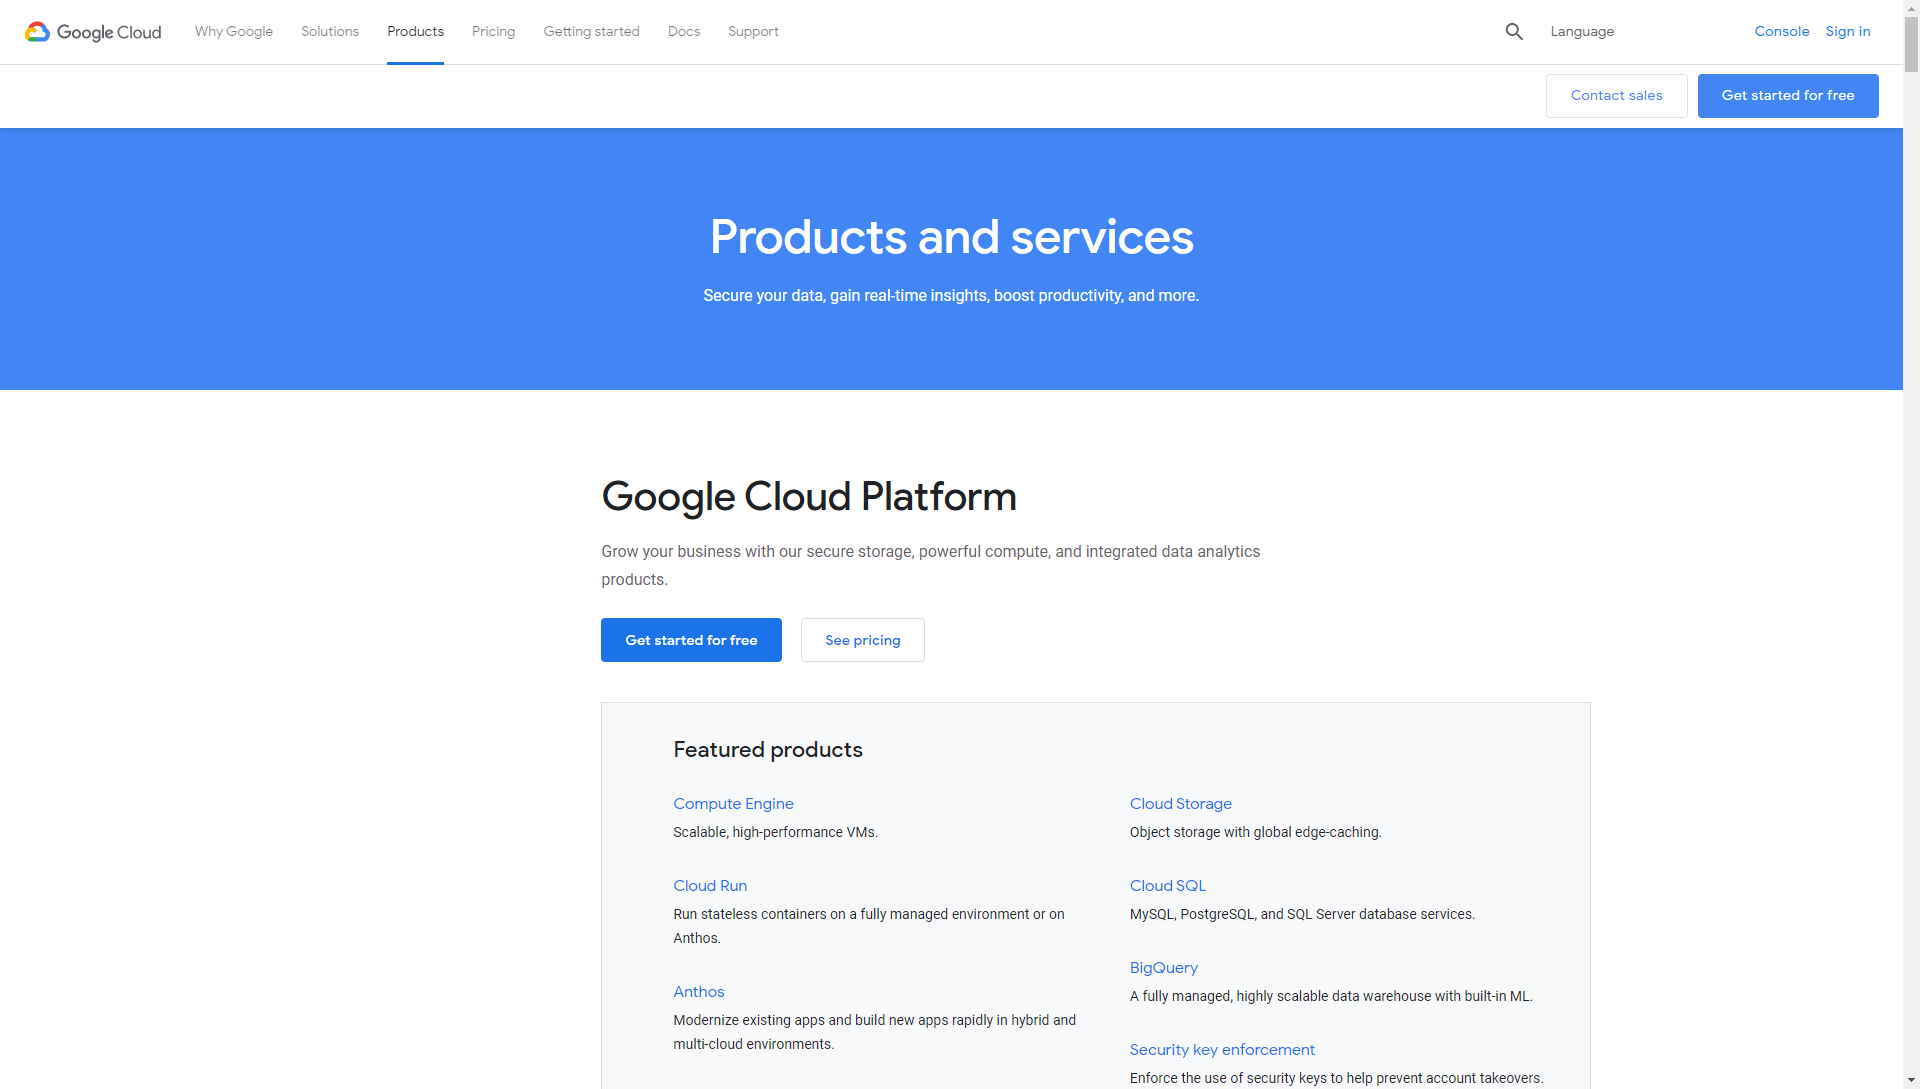 Google Cloud
Why Google
Solutions
Products
Pricing
Getting started
Docs
Support
Language
Console
Sign in
Contact sales
Get started for free
Products and services
Secure your data, gain real-time insights, boost productivity, and more.
Google Cloud Platform
Grow your business with our secure storage, powerful compute, and integrated data analytics
products.
Get started for free
See pricing
Featured products
Compute Engine
Scalable, high-performance VMs.
Cloud Run
Run stateless containers on a fully managed environment or on
Anthos.
Anthos
Modernize existing apps and build new apps rapidly in hybrid and
multi-cloud environments.
Cloud Storage
Object storage with global edge-caching.
Cloud SQL
MySQL, PostgreSQL, and SQL Server database services.
BigQuery
A fully managed, highly scalable data warehouse with built-in ML.
Security key enforcement
Enforce the use of security keys to help prevent account takeovers.